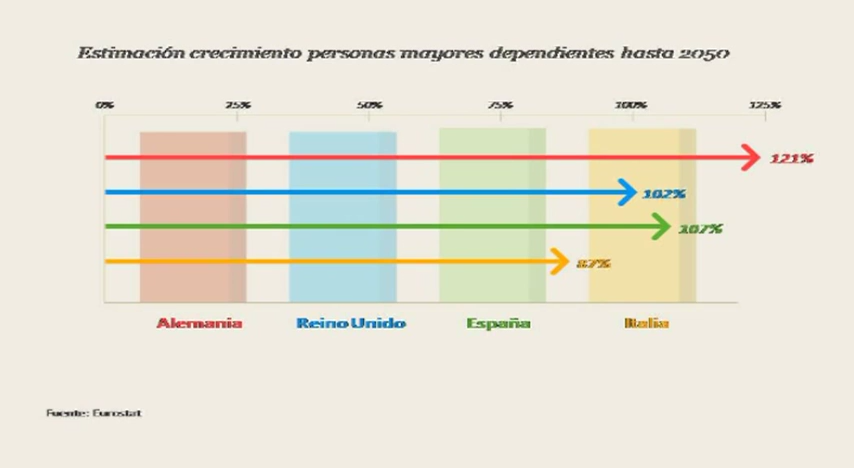 Estimación crecimiento personas mayores dependientes hasta 2050
0% 25% 50% 75% 100% 125%
121%
102%
107%
87%
Alemania Reino Unido España Italia
Fuente: Eurostat